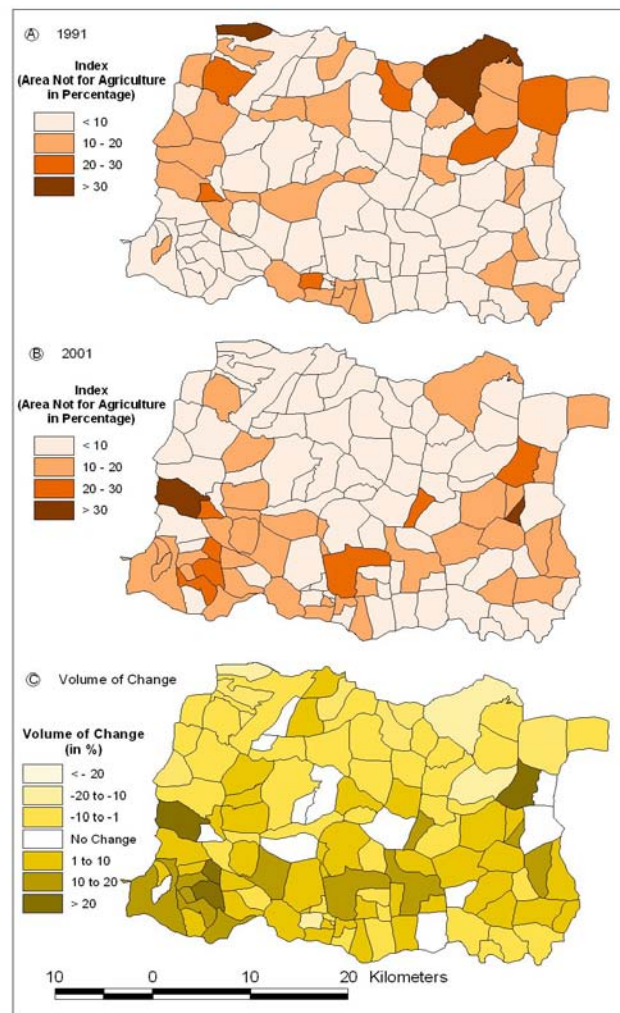 A 1991
Index
(Area Not for Agriculture
in Percentage)
< 10
10 - 20
20 - 30
> 30
B 2001
Index
(Area Not for Agriculture
in Percentage)
< 10
10 - 20
20 - 30
> 30
C Volume of Change
Volume of Change
(in %)
< - 20
-20 to -10
-10 to -1
No Change
1 to 10
10 to 20
> 20
10 0 10 20 Kilometers